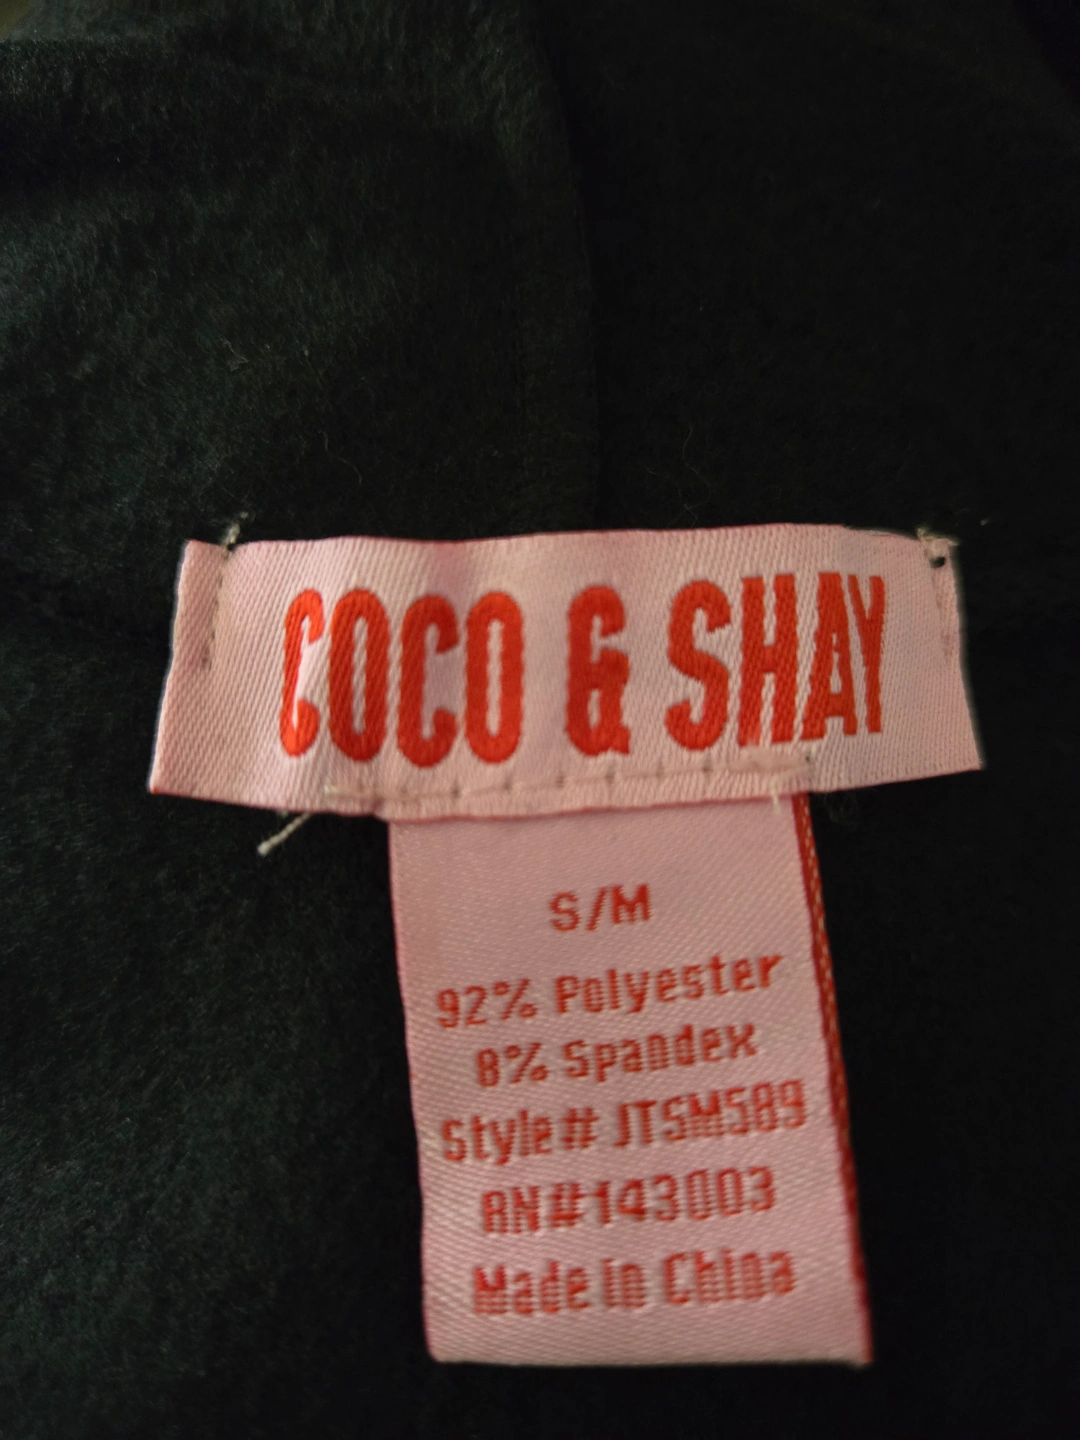 COCO & SHAY
S/M
92% Polyester
8% Spandex
Style# JTSM589
RN#143003
Made in China